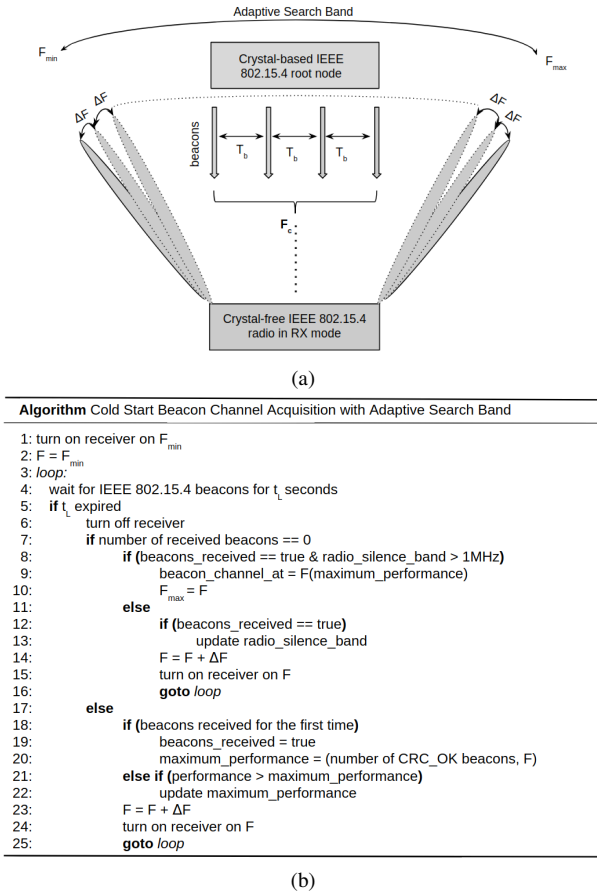 Adaptive Search Band
F_min
F_max
Crystal-based IEEE
802.15.4 root node
ΔF
ΔF
ΔF
ΔF
beacons
T_b
T_b
T_b
F_c
Crystal-free IEEE 802.15.4
radio in RX mode
(a)
Algorithm Cold Start Beacon Channel Acquisition with Adaptive Search Band
1: turn on receiver on F_min
2: F = F_min
3: loop:
4: wait for IEEE 802.15.4 beacons for t_L seconds
5: if t_L expired
6: turn off receiver
7: if number of received beacons == 0
8: if (beacons_received == true & radio_silence_band > 1MHz)
9: beacon_channel_at = F(maximum_performance)
10: F_max = F
11: else
12: if (beacons_received == true)
13: update radio_silence_band
14: F = F + ΔF
15: turn on receiver on F
16: goto loop
17: else
18: if (beacons received for the first time)
19: beacons_received = true
20: maximum_performance = (number of CRC_OK beacons, F)
21: else if (performance > maximum_performance)
22: update maximum_performance
23: F = F + ΔF
24: turn on receiver on F
25: goto loop
(b)